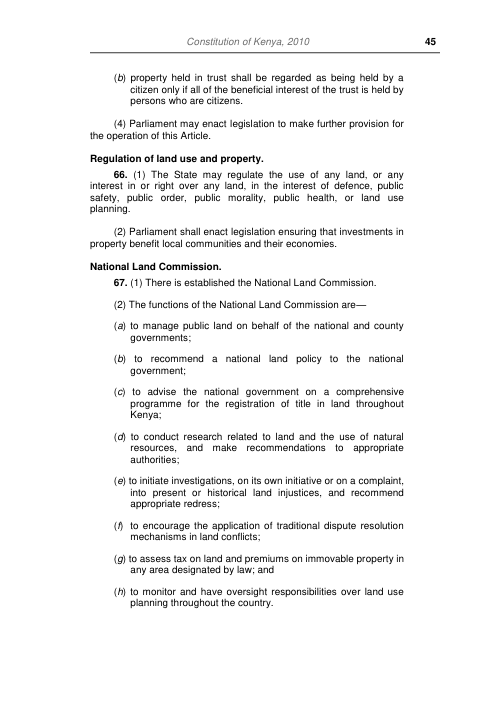 Constitution of Kenya, 2010 45
(b) property held in trust shall be regarded as being held by a
citizen only if all of the beneficial interest of the trust is held by
persons who are citizens.
(4) Parliament may enact legislation to make further provision for
the operation of this Article.
Regulation of land use and property.
66. (1) The State may regulate the use of any land, or any
interest in or right over any land, in the interest of defence, public
safety, public order, public morality, public health, or land use
planning.
(2) Parliament shall enact legislation ensuring that investments in
property benefit local communities and their economies.
National Land Commission.
67. (1) There is established the National Land Commission.
(2) The functions of the National Land Commission are—
(a) to manage public land on behalf of the national and county
governments;
(b) to recommend a national land policy to the national
government;
(c) to advise the national government on a comprehensive
programme for the registration of title in land throughout
Kenya;
(d) to conduct research related to land and the use of natural
resources, and make recommendations to appropriate
authorities;
(e) to initiate investigations, on its own initiative or on a complaint,
into present or historical land injustices, and recommend
appropriate redress;
(f) to encourage the application of traditional dispute resolution
mechanisms in land conflicts;
(g) to assess tax on land and premiums on immovable property in
any area designated by law; and
(h) to monitor and have oversight responsibilities over land use
planning throughout the country.